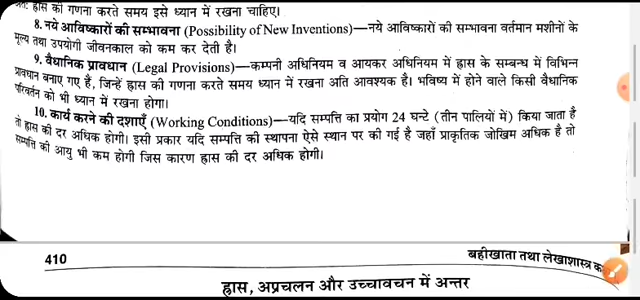 अतः ह्रास की गणना करते समय इसे ध्यान में रखना चाहिए।
8. नये आविष्कारों की सम्भावना (Possibility of New Inventions)—नये आविष्कारों की सम्भावना वर्तमान मशीनों के
मूल्य तथा उपयोगी जीवनकाल को कम कर देती है।
9. वैधानिक प्रावधान (Legal Provisions)—कम्पनी अधिनियम व आयकर अधिनियम में ह्रास के सम्बन्ध में विभिन्न
प्रावधान बनाए गए हैं, जिन्हें ह्रास की गणना करते समय ध्यान में रखना अति आवश्यक है। भविष्य में होने वाले किसी वैधानिक
परिवर्तन को भी ध्यान में रखना होगा।
10. कार्य करने की दशाएँ (Working Conditions)—यदि सम्पत्ति का प्रयोग 24 घन्टे (तीन पालियों में) किया जाता है
तो ह्रास की दर अधिक होगी। इसी प्रकार यदि सम्पत्ति की स्थापना ऐसे स्थान पर की गई है जहाँ प्राकृतिक जोखिम अधिक है तो
सम्पत्ति की आयु भी कम होगी जिस कारण ह्रास की दर अधिक होगी।
410
बहीखाता तथा लेखाशास्त्र क
ह्रास, अप्रचलन और उच्चावचन में अन्तर